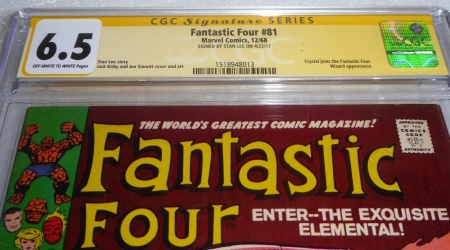 CGC Signature SERIES
6.5
OFF-WHITE TO WHITE Pages
Fantastic Four #81
Marvel Comics, 12/68
SIGNED BY STAN LEE ON 4/22/17
Stan Lee story
Jack Kirby and Joe Sinnott cover and art
Crystal joins the Fantastic Four.
Wizard appearance.
1518948013
THE WORLD'S GREATEST COMIC MAGAZINE!
APPROVED
BY THE
COMICS
CODE
AUTHORITY
Fantastic
FOUR
ENTER--THE EXQUISITE
ELEMENTAL!